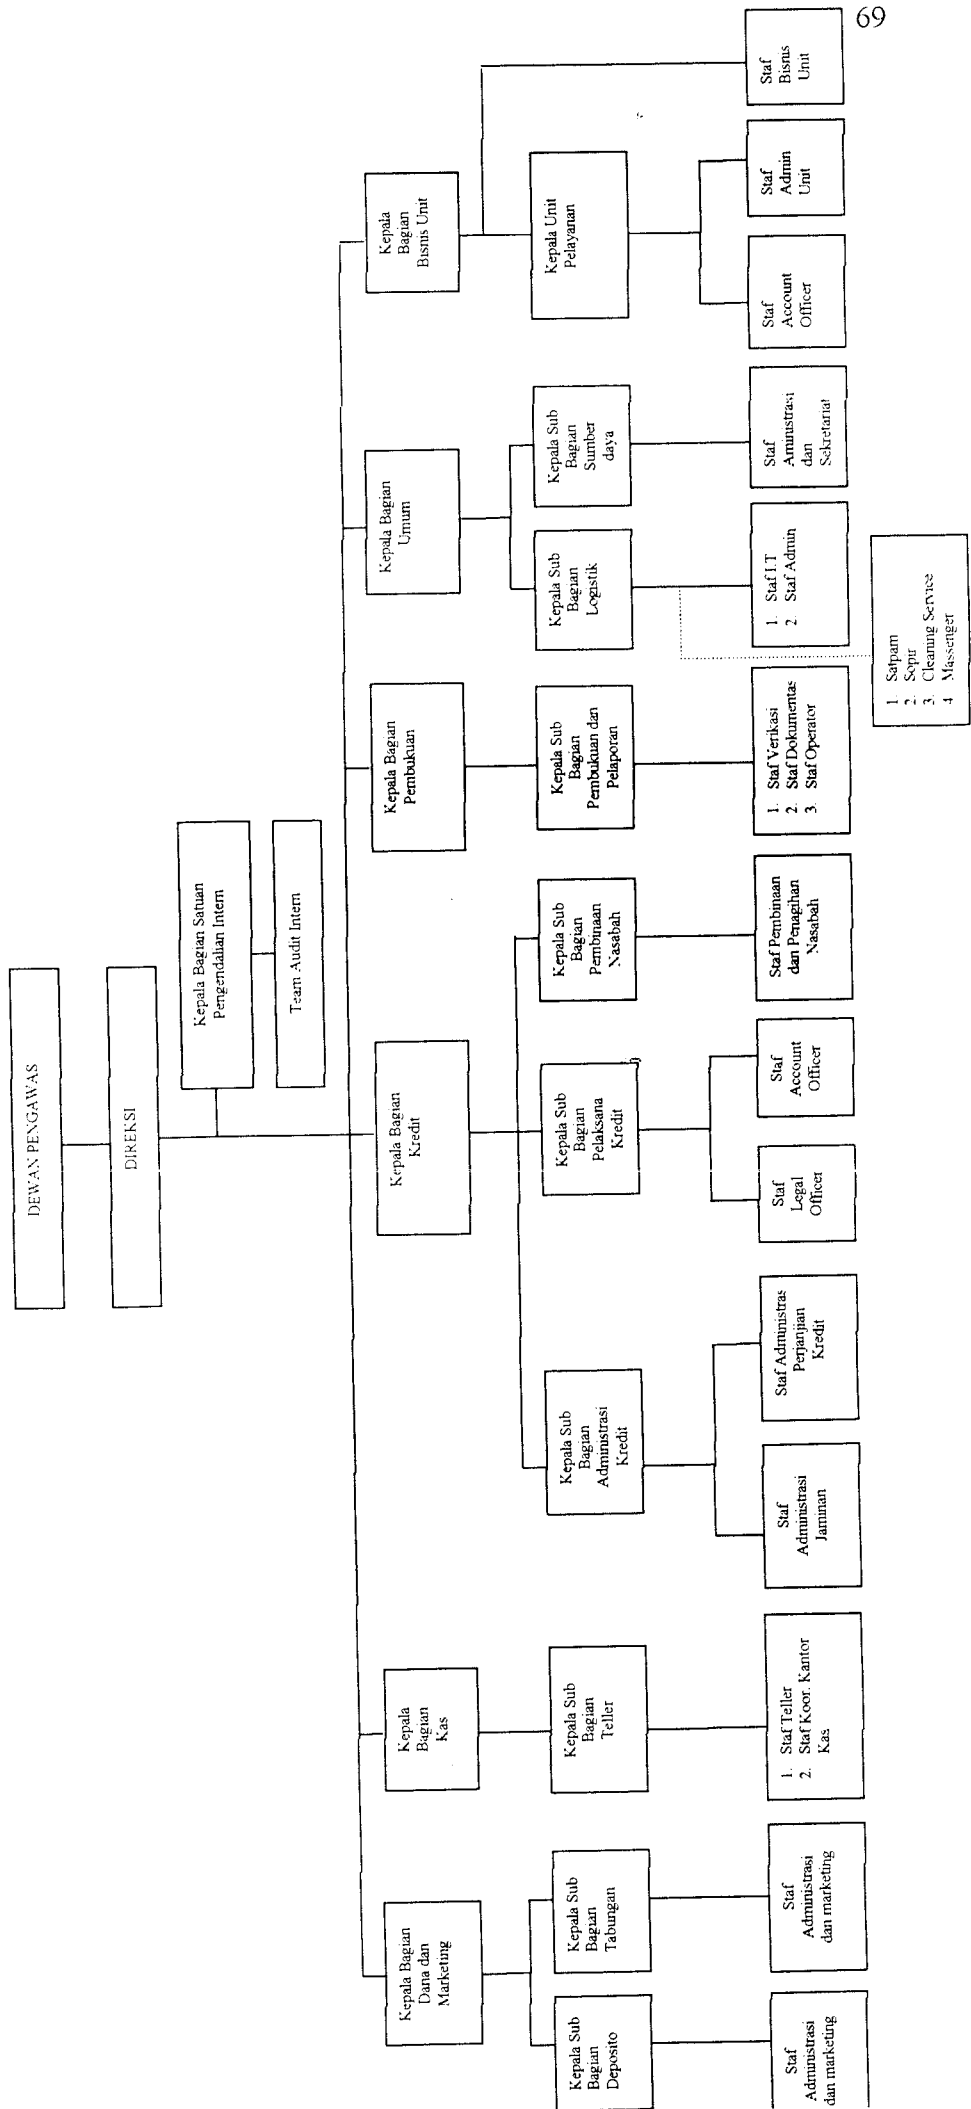 69
DEWAN PENGAWAS
DIREKSI
Kepala Bagian Satuan
Pengendalian Intern
Team Audit Intern
Kepala Bagian
Dana dan
Marketing
Kepala
Bagian
Kas
Kepala Bagian
Kredit
Kepala Bagian
Pembukuan
Kepala Bagian
Umum
Kepala
Bagian
Bisnis Unit
Kepala Sub
Bagian
Deposito
Kepala Sub
Bagian
Tabungan
Kepala Sub
Bagian
Teller
Kepala Sub
Bagian
Administrasi
Kredit
Kepala Sub
Bagian
Pelaksana
Kredit
Kepala Sub
Bagian
Pembinaan
Nasabah
Kepala Sub
Bagian
Pembukuan dan
Pelaporan
Kepala Sub
Bagian
Logistik
Kepala Sub
Bagian
Sumber
daya
Kepala Unit
Pelayanan
Staf
Administrasi
dan marketing
Staf
Administrasi
dan marketing
1. Staf Teller
2. Staf Koor. Kantor
Kas
Staf
Administrasi
Jaminan
Staf Administras
Perjanjian
Kredit
Staf
Legal
Officer
Staf
Account
Officer
Staf Pembinaan
dan Penagihan
Nasabah
1. Staf Verikasi
2. Staf Dokumentas
3. Staf Operator
1. Staf I.T
2 Staf Admin
Staf
Aministrasi
dan
Sekretariat
Staf
Account
Officer
Staf
Admin
Unit
Staf
Bisnis
Unit
1. Satpam
2. Sopir
3. Cleaning Service
4 Massenger